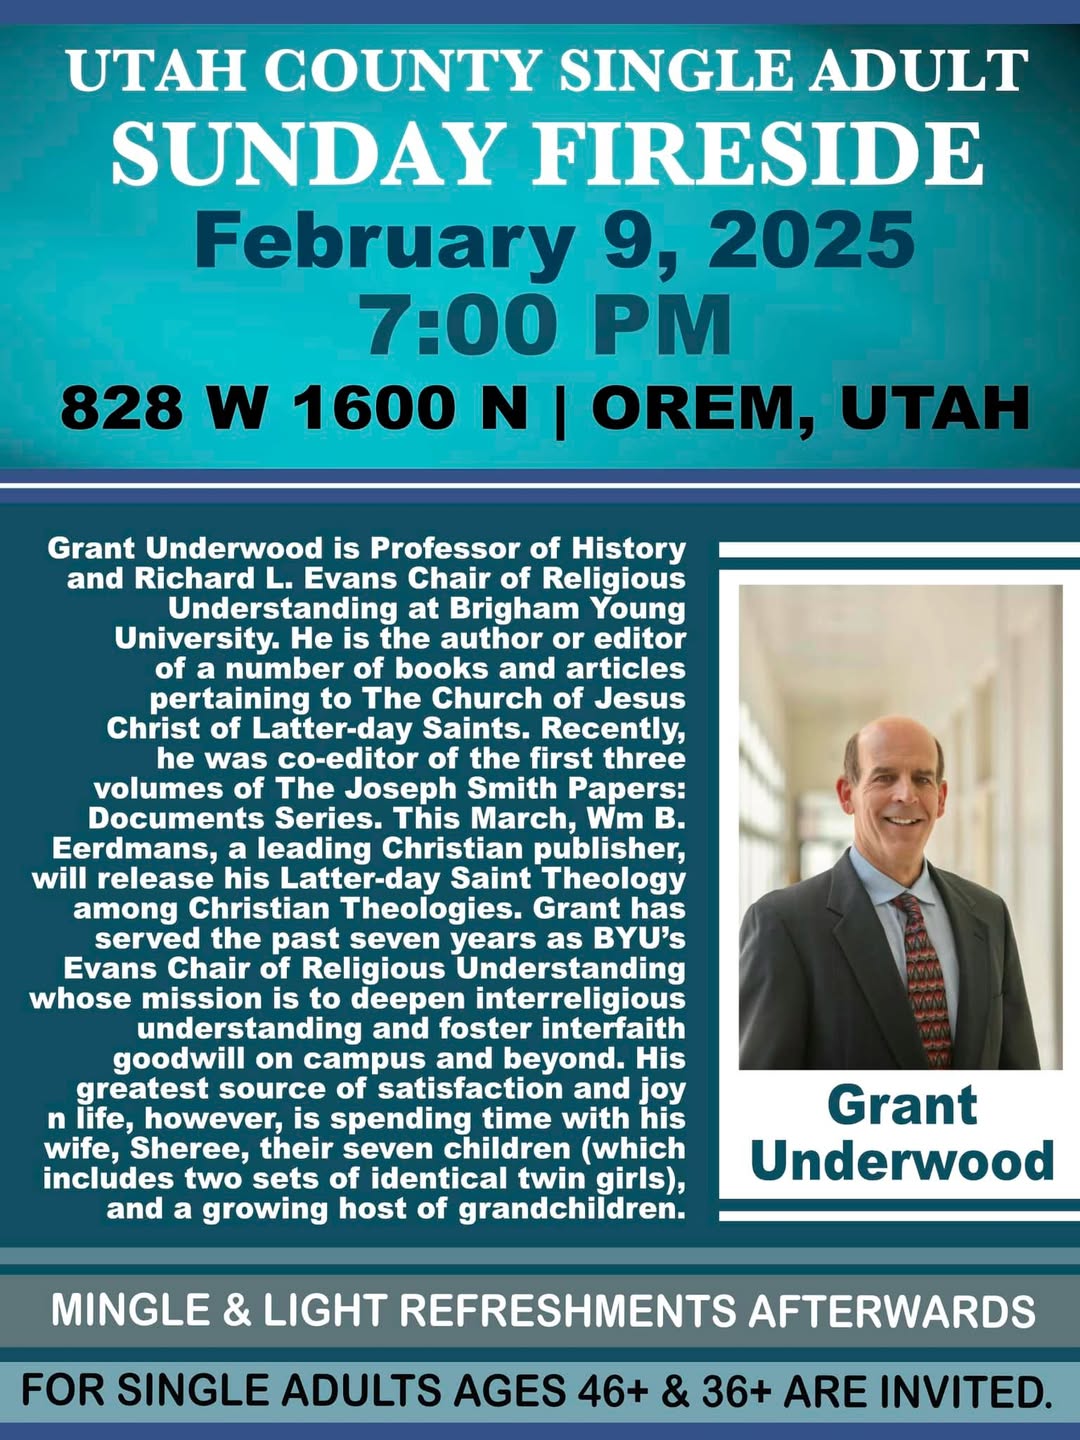 UTAH COUNTY SINGLE ADULT
SUNDAY FIRESIDE
February 9, 2025
7:00 PM
828 W 1600 N | OREM, UTAH
Grant Underwood is Professor of History
and Richard L. Evans Chair of Religious
Understanding at Brigham Young
University. He is the author or editor
of a number of books and articles
pertaining to The Church of Jesus
Christ of Latter-day Saints. Recently,
he was co-editor of the first three
volumes of The Joseph Smith Papers:
Documents Series. This March, Wm B.
Eerdmans, a leading Christian publisher,
will release his Latter-day Saint Theology
among Christian Theologies. Grant has
served the past seven years as BYU’s
Evans Chair of Religious Understanding
whose mission is to deepen interreligious
understanding and foster interfaith
goodwill on campus and beyond. His
greatest source of satisfaction and joy
n life, however, is spending time with his
wife, Sheree, their seven children (which
includes two sets of identical twin girls),
and a growing host of grandchildren.
Grant
Underwood
MINGLE & LIGHT REFRESHMENTS AFTERWARDS
FOR SINGLE ADULTS AGES 46+ & 36+ ARE INVITED.